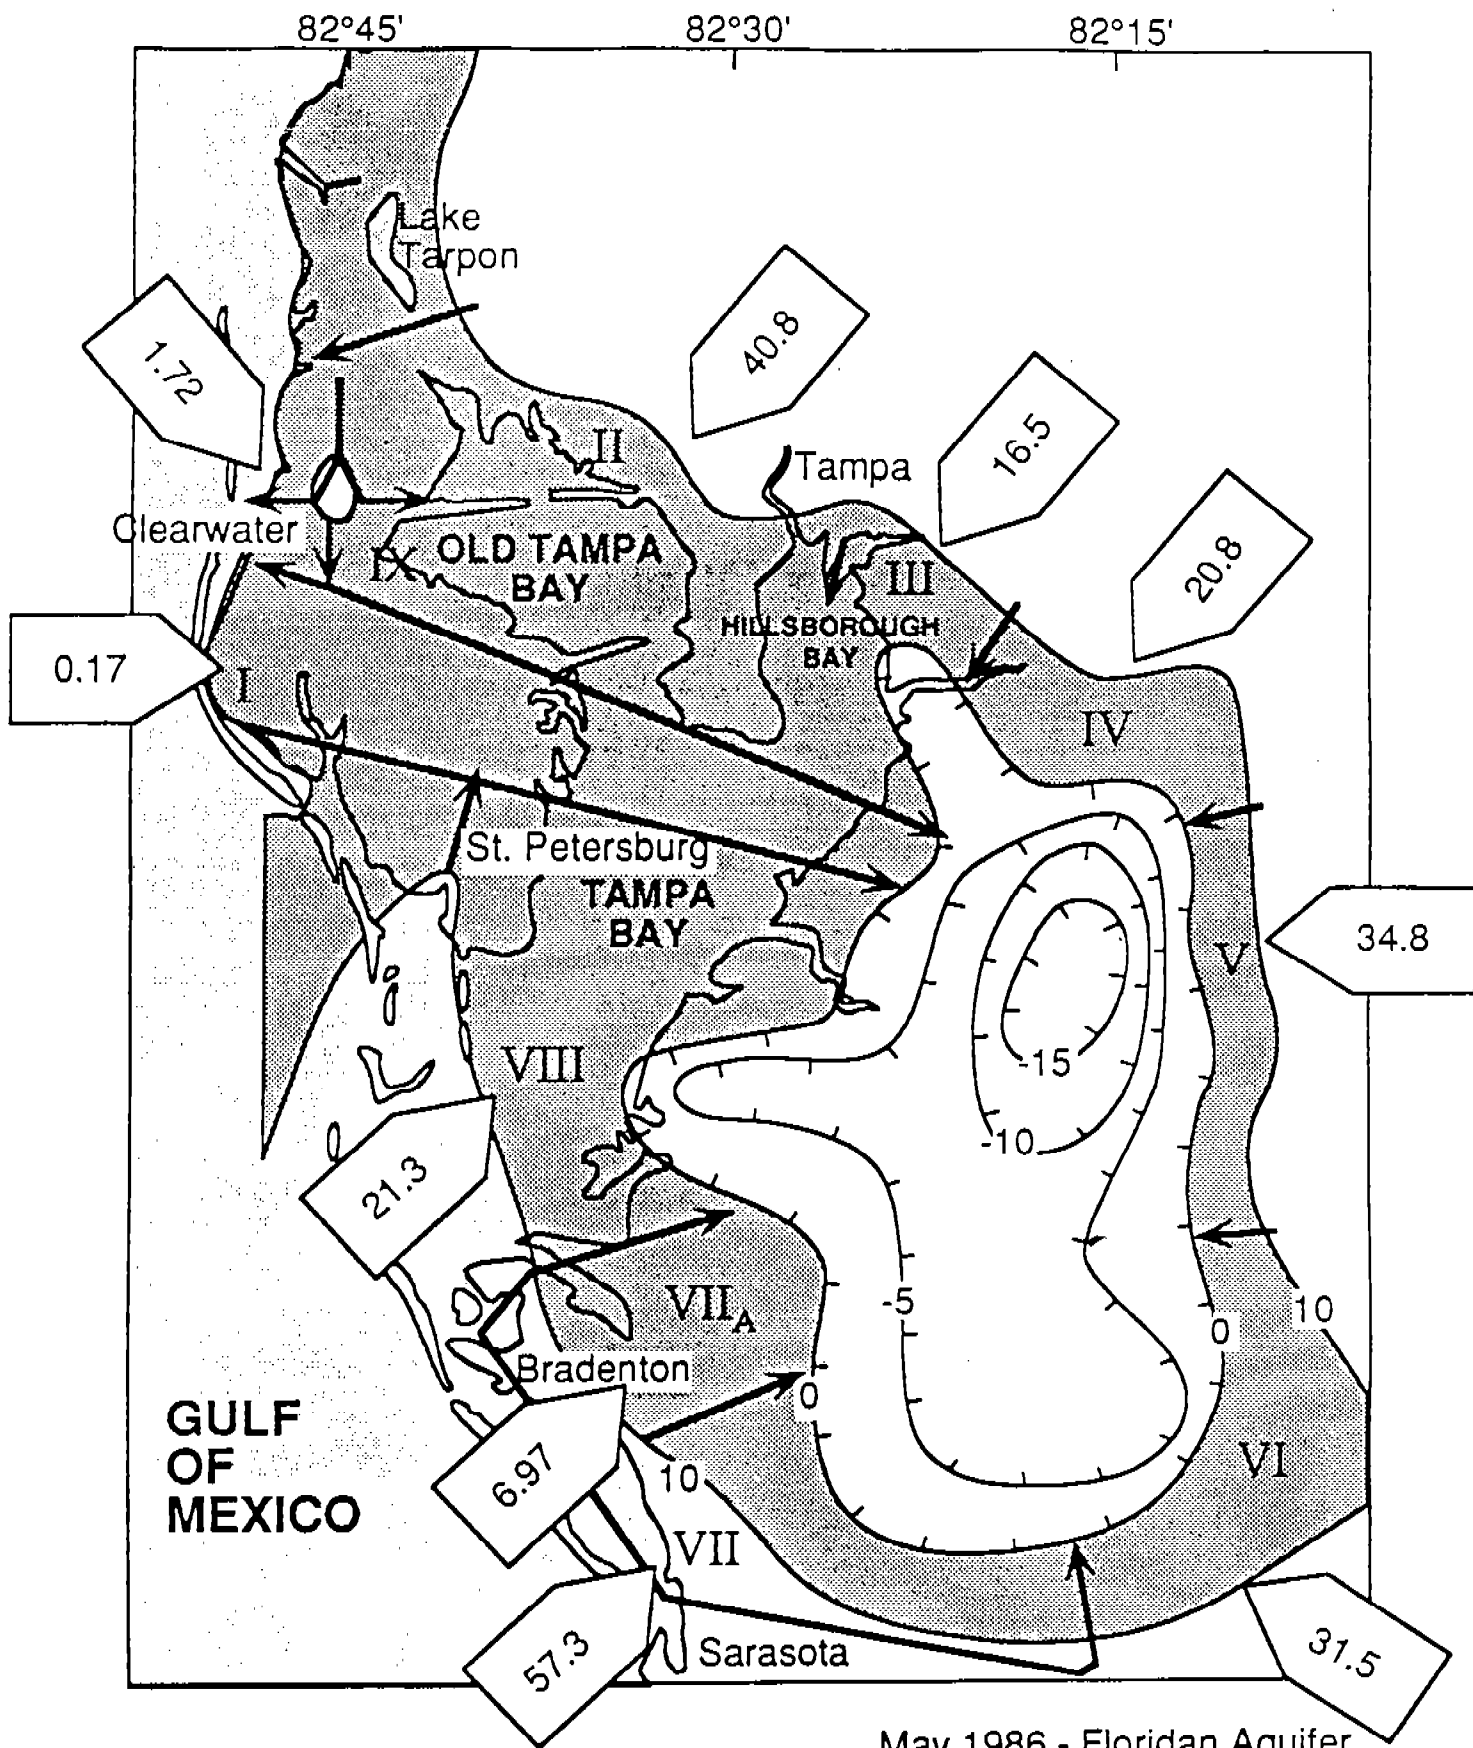 82°45' 82°30' 82°15'
Lake
Tarpon
1.72
40.8
16.5
20.8
II
Tampa
Clearwater
IX
OLD TAMPA
BAY
III
HILLSBOROUGH
BAY
0.17
I
IV
St. Petersburg
TAMPA
BAY
V
34.8
VIII
-15
-10
21.3
-5
VIIA
0
10
Bradenton
0
GULF
OF
MEXICO
6.97
10
VI
VII
57.3
Sarasota
31.5
May 1986 - Floridan Aquifer